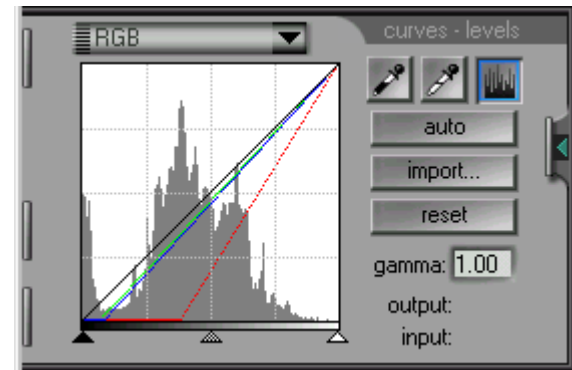 RGB
curves - levels
auto
import...
reset
gamma: 1.00
output:
input: